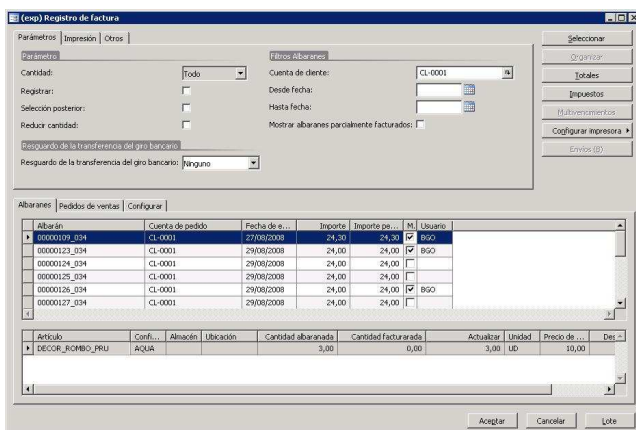 (exp) Registro de factura
Parámetros Impresión Otros
Parámetro
Cantidad: Todo
Registrar:
Selección posterior:
Reducir cantidad:
Resguardo de la transferencia del giro bancario
Resguardo de la transferencia del giro bancario: Ninguno
Filtros Albaranes
Cuenta de cliente: CL-0001
Desde fecha:
Hasta fecha:
Mostrar albaranes parcialmente facturados:
Seleccionar
Organizar
Totales
Impuestos
Multivencimientos
Configurar impresora
Envíos (B)
Albaranes Pedidos de ventas Configurar
Albarán Cuenta de pedido Fecha de e... Importe Importe pe... M. Usuario
00000109_034 CL-0001 27/08/2008 24,30 24,30 BGO
00000123_034 CL-0001 29/08/2008 24,00 24,00 BGO
00000124_034 CL-0001 29/08/2008 24,00 24,00
00000125_034 CL-0001 29/08/2008 24,00 24,00
00000126_034 CL-0001 29/08/2008 24,00 24,00 BGO
00000127_034 CL-0001 29/08/2008 24,00 24,00
Artículo Confi... Almacén Ubicación Cantidad albaranada Cantidad facturarada Actualizar Unidad Precio de ... Des
DECOR_ROMBO_PRU AQUA 3,00 0,00 3,00 UD 10,00
Aceptar Cancelar Lote